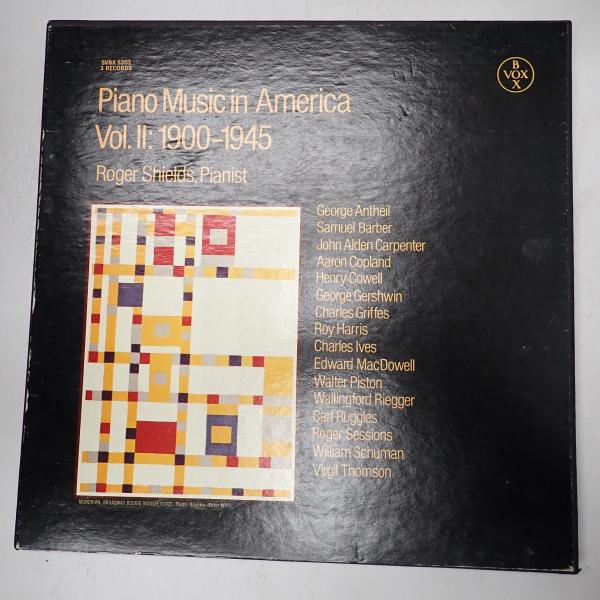 SVBX 5303
3 RECORDS
B
VOX
X
Piano Music in America
Vol. II: 1900-1945
Roger Shields, Pianist
George Antheil
Samuel Barber
John Alden Carpenter
Aaron Copland
Henry Cowell
George Gershwin
Charles Griffes
Roy Harris
Charles Ives
Edward MacDowell
Walter Piston
Wallingford Riegger
Carl Ruggles
Roger Sessions
William Schuman
Virgil Thomson
MONDRIAN: BROADWAY BOOGIE WOOGIE Photo: